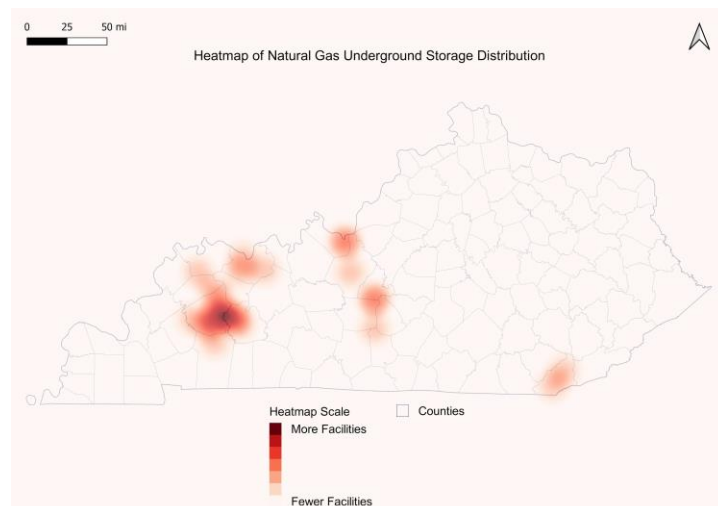 0 25 50 mi
Heatmap of Natural Gas Underground Storage Distribution
Heatmap Scale
More Facilities
Fewer Facilities
Counties